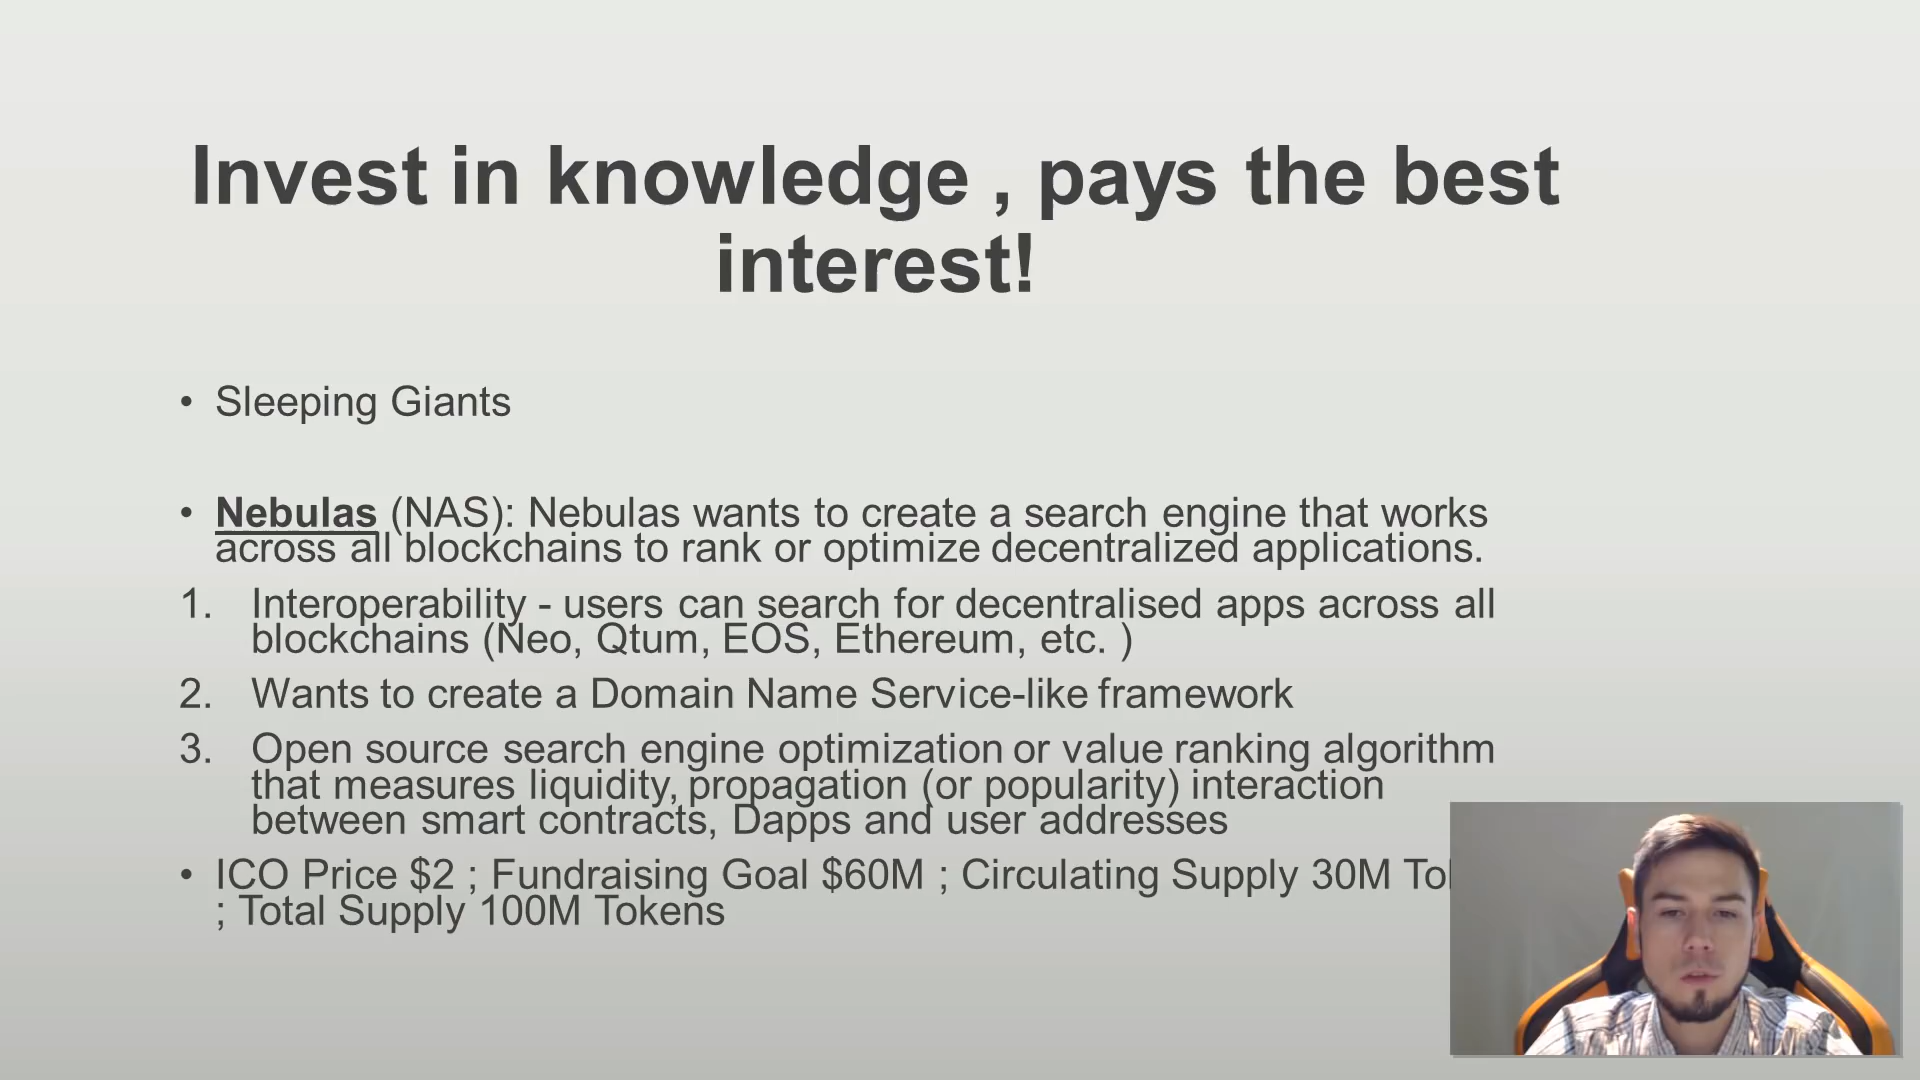 Invest in knowledge , pays the best
interest!
• Sleeping Giants
• Nebulas (NAS): Nebulas wants to create a search engine that works
across all blockchains to rank or optimize decentralized applications.
1. Interoperability - users can search for decentralised apps across all
blockchains (Neo, Qtum, EOS, Ethereum, etc. )
2. Wants to create a Domain Name Service-like framework
3. Open source search engine optimization or value ranking algorithm
that measures liquidity, propagation (or popularity) interaction
between smart contracts, Dapps and user addresses
• ICO Price $2 ; Fundraising Goal $60M ; Circulating Supply 30M
; Total Supply 100M Tokens